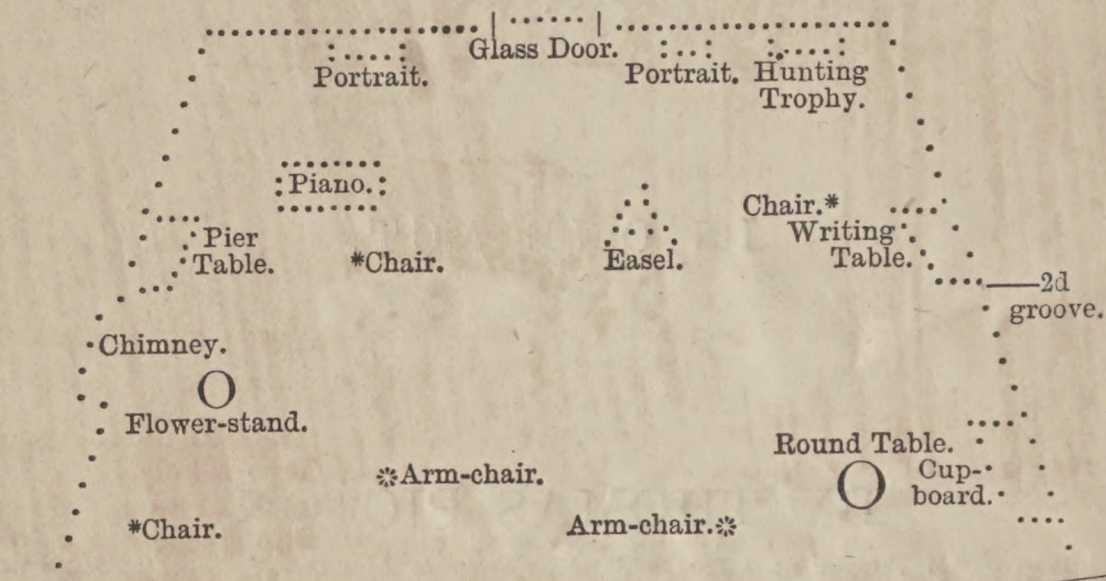 Glass Door.
Portrait.
Portrait.
Hunting
Trophy.
Piano.
Chair.*
Writing
Table.
Pier
Table.
*Chair.
Easel.
2d
groove.
Chimney.
Flower-stand.
Round Table.
Cup-
board.
Arm-chair.
*Chair.
Arm-chair.